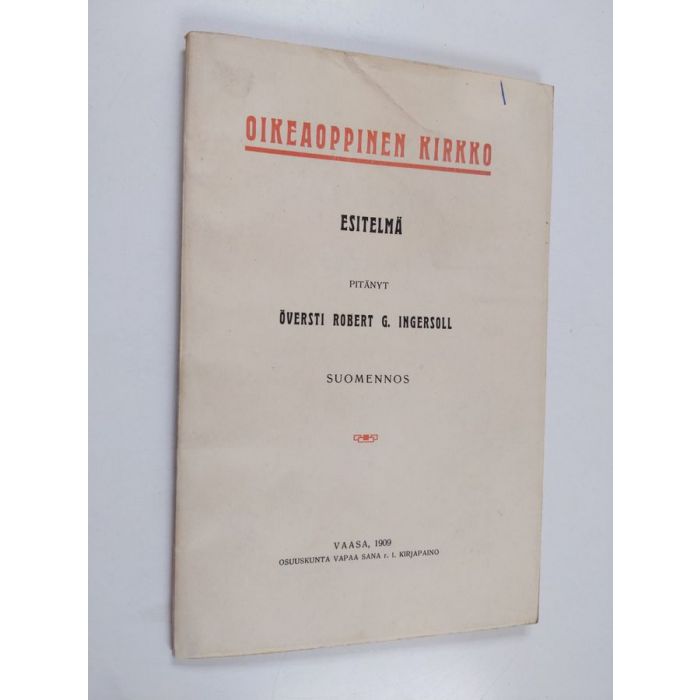 OIKEAOPPINEN KIRKKO
ESITELMÄ
PITÄNYT
ÖVERSTI ROBERT G. INGERSOLL
SUOMENNOS
VAASA, 1909
OSUUSKUNTA VAPAA SANA r. l. KIRJAPAINO